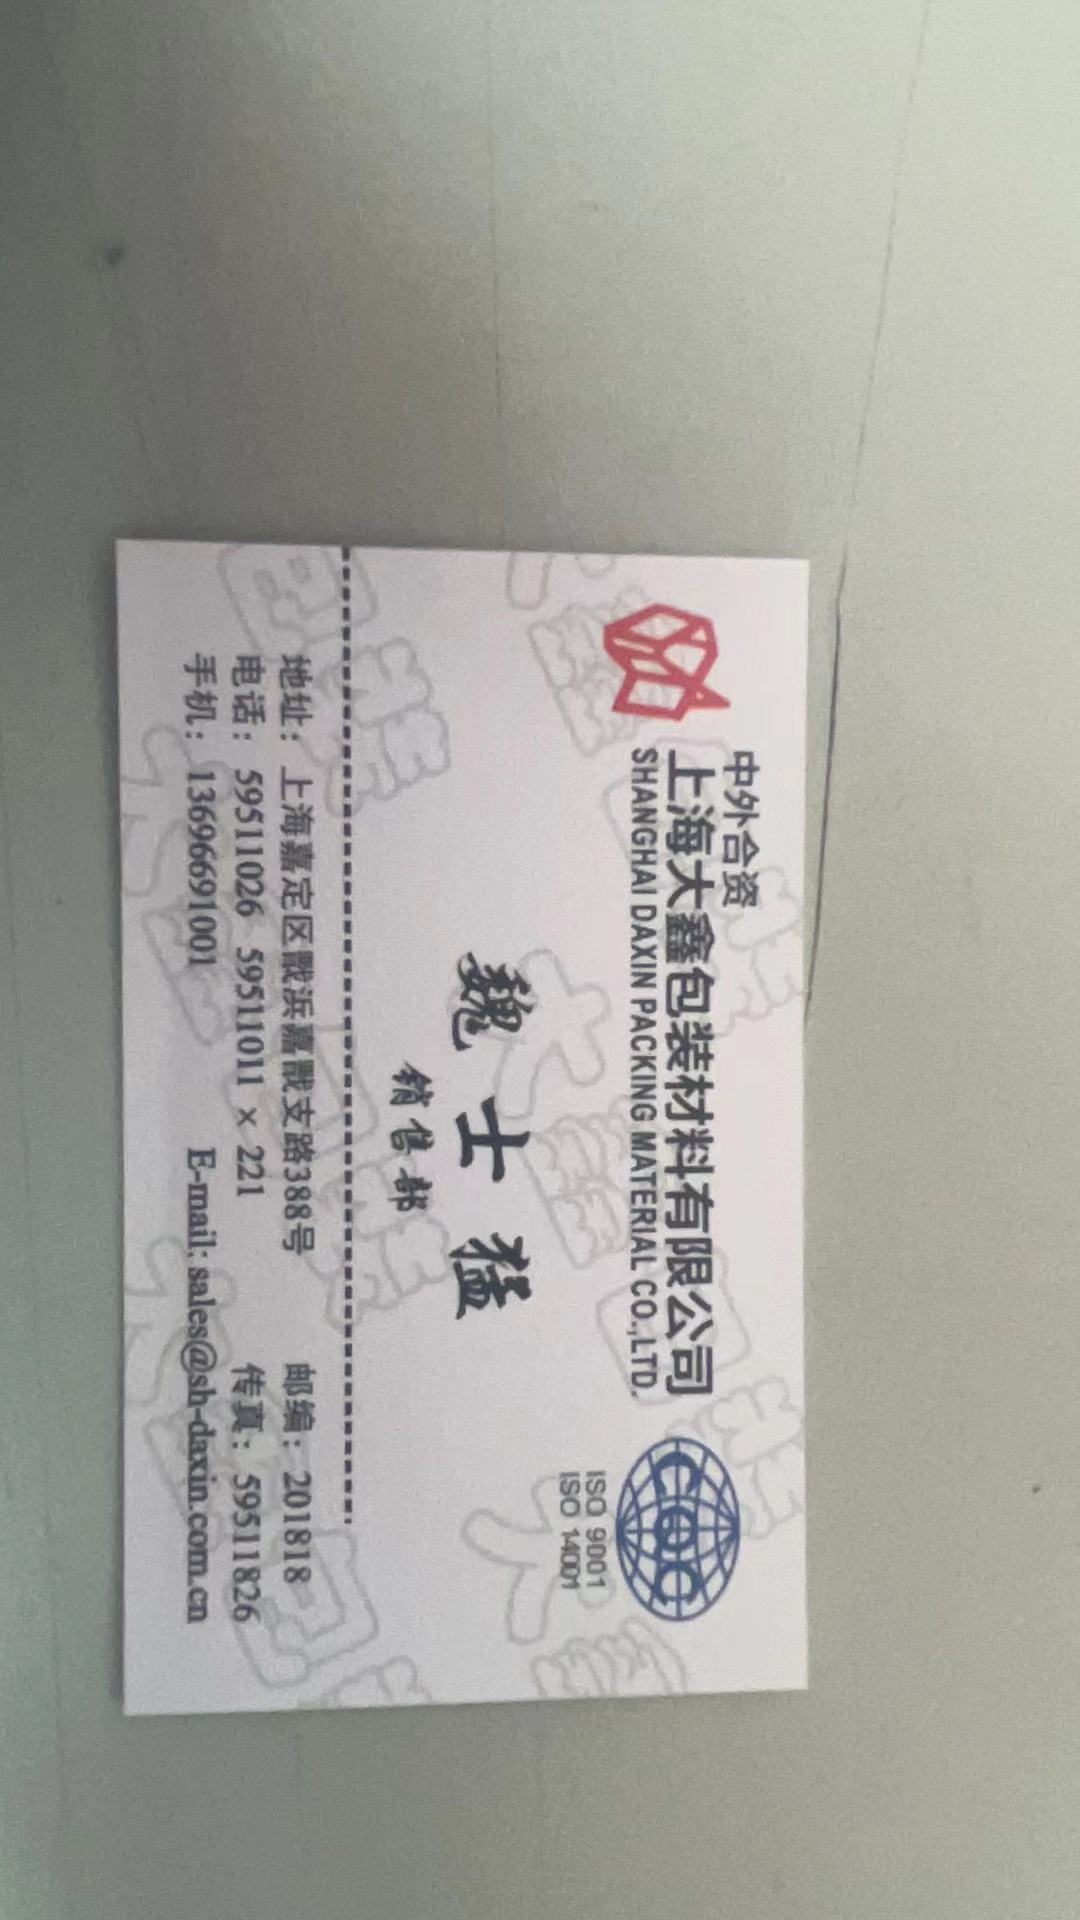 中外合资
上海大鑫包装材料有限公司
SHANGHAI DAXIN PACKING MATERIAL CO.,LTD.
CQC
ISO 9001
ISO 14001
魏士猛
销售部
地址：上海嘉定区戬浜嘉戬支路388号 邮编：201818
电话：59511026 59511011 × 221 传真：59511826
手机：13696691001 E-mail: sales@sh-daxin.com.cn